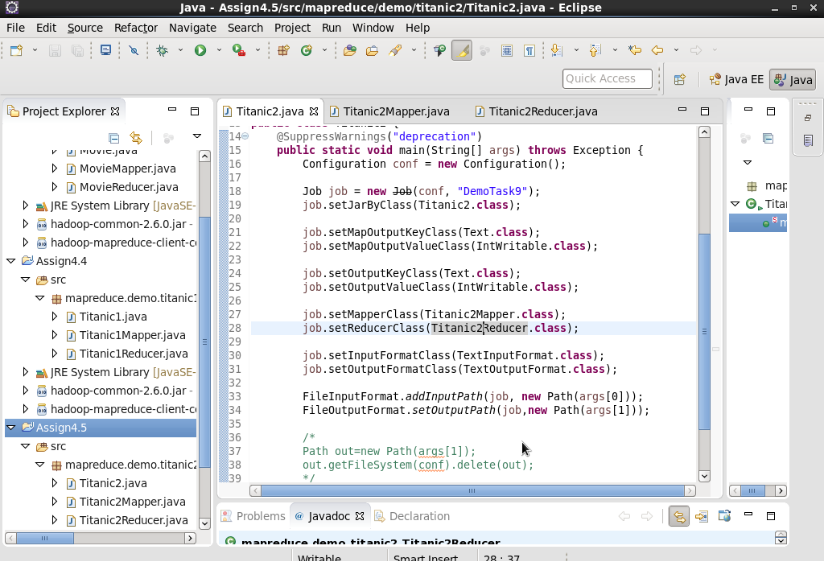 Java - Assign4.5/src/mapreduce/demo/titanic2/Titanic2.java - Eclipse
File Edit Source Refactor Navigate Search Project Run Window Help
Quick Access
Java EE
Java
Project Explorer
Movie.java
MovieMapper.java
MovieReducer.java
JRE System Library [JavaSE-
hadoop-common-2.6.0.jar -
hadoop-mapreduce-client-c
Assign4.4
src
mapreduce.demo.titanic1
Titanic1.java
Titanic1Mapper.java
Titanic1Reducer.java
JRE System Library [JavaSE-
hadoop-common-2.6.0.jar -
hadoop-mapreduce-client-c
Assign4.5
src
mapreduce.demo.titanic2
Titanic2.java
Titanic2Mapper.java
Titanic2Reducer.java
Titanic2.java
Titanic2Mapper.java
Titanic2Reducer.java
14 @SuppressWarnings("deprecation")
15 public static void main(String[] args) throws Exception {
16 Configuration conf = new Configuration();
17
18 Job job = new Job(conf, "DemoTask9");
19 job.setJarByClass(Titanic2.class);
20
21 job.setMapOutputKeyClass(Text.class);
22 job.setMapOutputValueClass(IntWritable.class);
23
24 job.setOutputKeyClass(Text.class);
25 job.setOutputValueClass(IntWritable.class);
26
27 job.setMapperClass(Titanic2Mapper.class);
28 job.setReducerClass(Titanic2Reducer.class);
29
30 job.setInputFormatClass(TextInputFormat.class);
31 job.setOutputFormatClass(TextOutputFormat.class);
32
33 FileInputFormat.addInputPath(job, new Path(args[0]));
34 FileOutputFormat.setOutputPath(job,new Path(args[1]));
35
36 /*
37 Path out=new Path(args[1]);
38 out.getFileSystem(conf).delete(out);
39 */
map
Titan
Problems
Javadoc
Declaration
mapreduce.demo.titanic2.Titanic2Reducer
Writable
Smart Insert
28 : 37